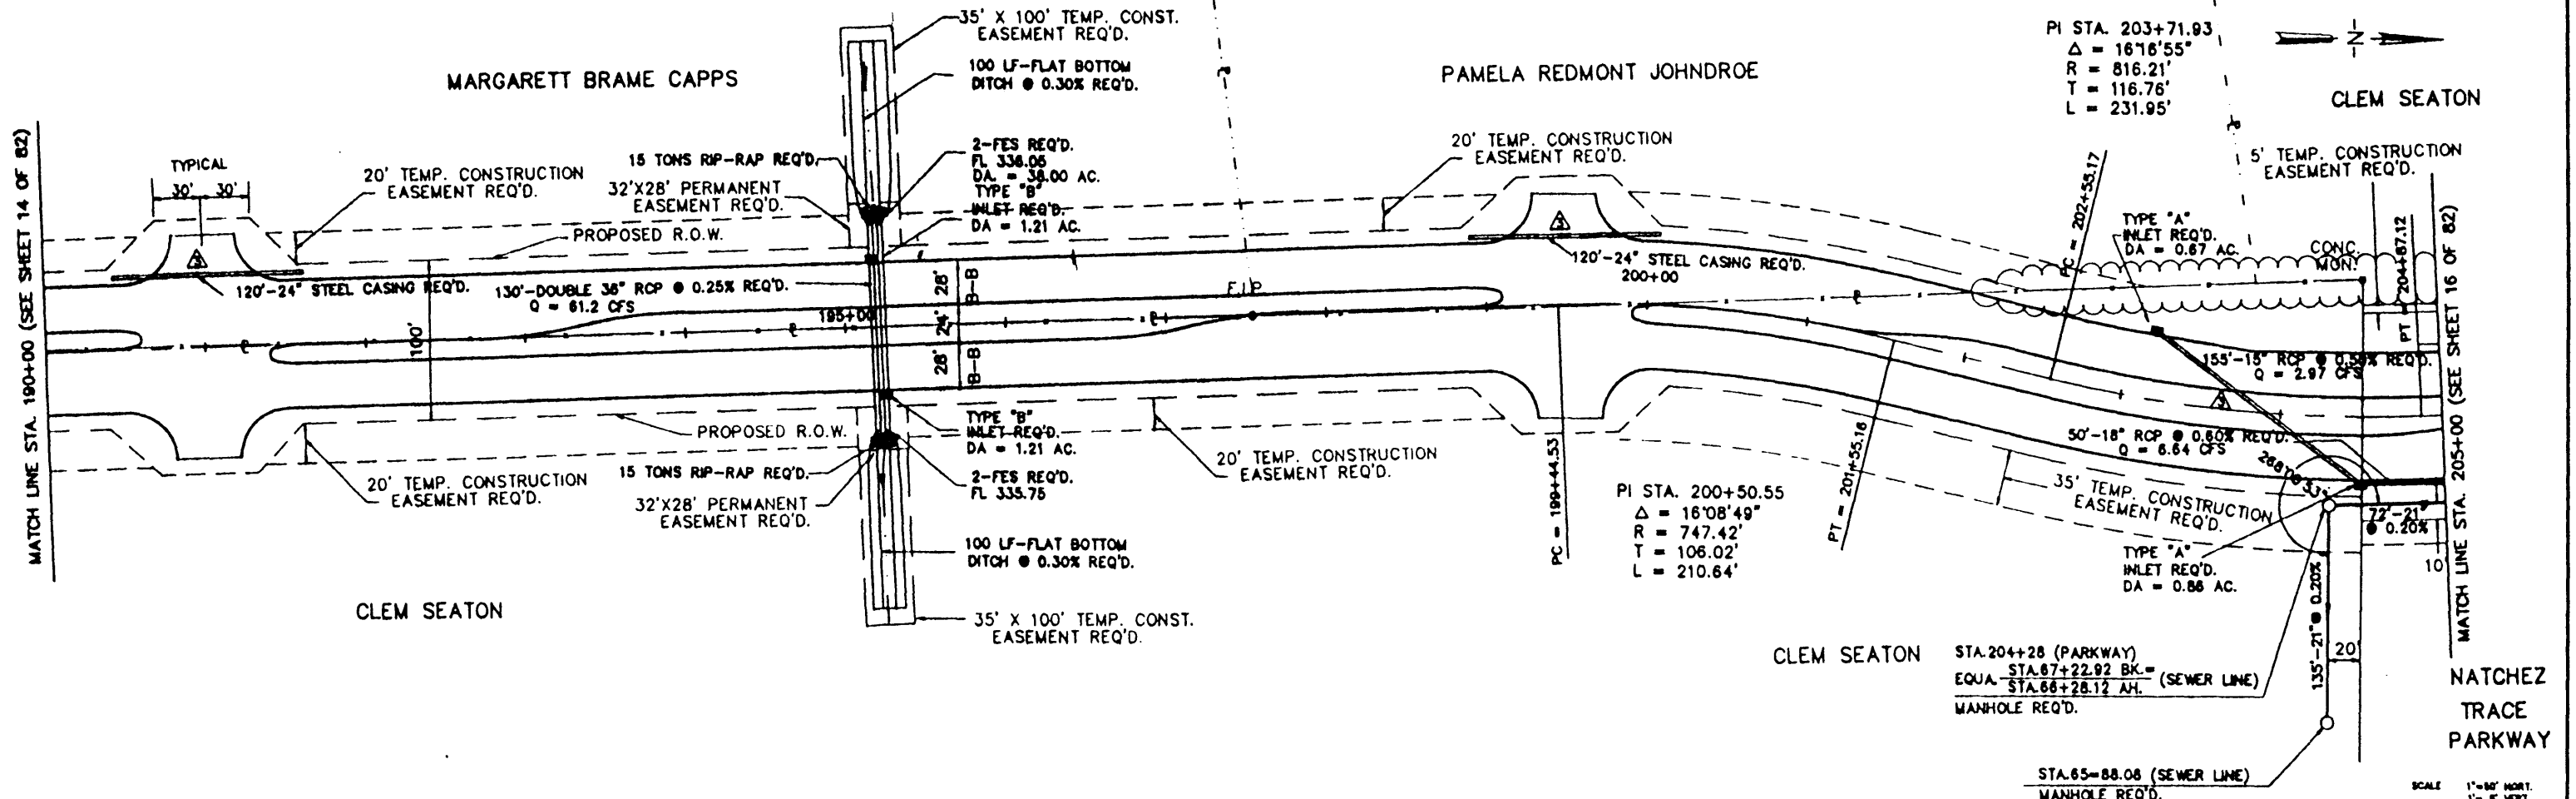 35' X 100' TEMP. CONST.
EASEMENT REQ'D.
100 LF-FLAT BOTTOM
DITCH @ 0.30% REQ'D.
MARGARETT BRAME CAPPS
PAMELA REDMONT JOHNDROE
PI STA. 203+71.93
Δ = 16°16'55"
R = 816.21'
T = 116.76'
L = 231.95'
N
CLEM SEATON
MATCH LINE STA. 190+00 (SEE SHEET 14 OF 82)
TYPICAL
30' 30'
20' TEMP. CONSTRUCTION
EASEMENT REQ'D.
15 TONS RIP-RAP REQ'D.
32'X28' PERMANENT
EASEMENT REQ'D.
2-FES REQ'D.
FL 336.05
DA. = 38.00 AC.
TYPE "B"
INLET REQ'D.
DA = 1.21 AC.
20' TEMP. CONSTRUCTION
EASEMENT REQ'D.
5' TEMP. CONSTRUCTION
EASEMENT REQ'D.
PROPOSED R.O.W.
3
120'-24" STEEL CASING REQ'D.
130'-DOUBLE 36" RCP @ 0.25% REQ'D.
Q = 61.2 CFS
195+00
100'
28'
24'
28'
B-B
B-B
F.I.P.
3
120'-24" STEEL CASING REQ'D.
200+00
PC = 202+55.17
TYPE "A"
INLET REQ'D.
DA = 0.67 AC.
CONC.
MON.
PT = 204+87.12
MATCH LINE STA. 205+00 (SEE SHEET 16 OF 82)
155'-15" RCP @ 0.50% REQ'D.
Q = 2.97 CFS
3
50'-18" RCP @ 0.60% REQ'D.
Q = 6.64 CFS
PROPOSED R.O.W.
20' TEMP. CONSTRUCTION
EASEMENT REQ'D.
15 TONS RIP-RAP REQ'D.
32'X28' PERMANENT
EASEMENT REQ'D.
TYPE "B"
INLET REQ'D.
DA = 1.21 AC.
2-FES REQ'D.
FL 335.75
20' TEMP. CONSTRUCTION
EASEMENT REQ'D.
100 LF-FLAT BOTTOM
DITCH @ 0.30% REQ'D.
35' X 100' TEMP. CONST.
EASEMENT REQ'D.
CLEM SEATON
PC = 199+44.53
PI STA. 200+50.55
Δ = 16°08'49"
R = 747.42'
T = 106.02'
L = 210.64'
PT = 201+55.16
35' TEMP. CONSTRUCTION
EASEMENT REQ'D.
72'-21"
@ 0.20%
TYPE "A"
INLET REQ'D.
DA = 0.86 AC.
10'
135'-21" @ 0.20%
20'
CLEM SEATON
STA.204+28 (PARKWAY)
EQUA. STA.67+22.92 BK.=
STA.66+28.12 AH. (SEWER LINE)
MANHOLE REQ'D.
NATCHEZ
TRACE
PARKWAY
STA.65=88.08 (SEWER LINE)
MANHOLE REQ'D.
SCALE